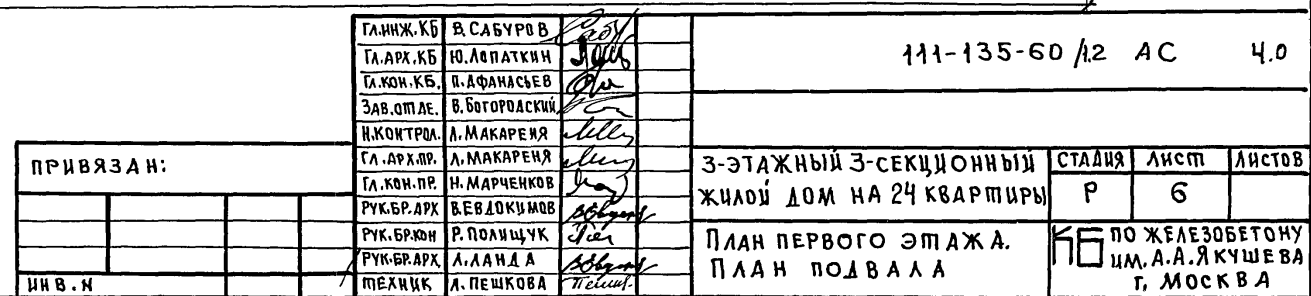 ГЛ.ИНЖ.КБ В.САБУРОВ
ГЛ.АРХ.КБ Ю.ЛОПАТКИН
ГЛ.КОН.КБ. П.АФАНАСЬЕВ
ЗАВ.ОТДЕ. В.БОГОРОДСКИЙ
Н.КОНТРОЛ. Л.МАКАРЕНЯ
ГЛ.АРХ.ПР. Л.МАКАРЕНЯ
ГЛ.КОН.ПР. Н.МАРЧЕНКОВ
РУК.БР.АРХ В.ЕВДОКИМОВ
РУК.БР.КОН Р.ПОЛИЩУК
РУК.БР.АРХ. Л.ЛАНДА
ТЕХНИК Л.ПЕШКОВА
ПРИВЯЗАН:
ИНВ.N
111-135-60/1.2 АС Ч.0
3-ЭТАЖНЫЙ 3-СЕКЦИОННЫЙ
ЖИЛОЙ ДОМ НА 24 КВАРТИРЫ
СТАДИЯ ЛИСТ ЛИСТОВ
Р 6
ПЛАН ПЕРВОГО ЭТАЖА.
ПЛАН ПОДВАЛА
КБ ПО ЖЕЛЕЗОБЕТОНУ
ИМ. А.А.ЯКУШЕВА
Г. МОСКВА